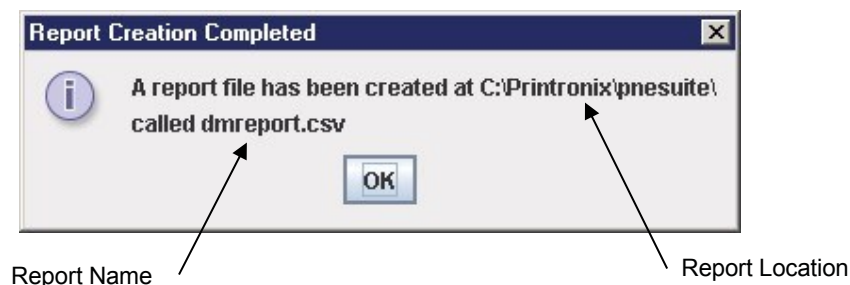 Report Creation Completed
A report file has been created at C:\Printronix\pnesuite\
called dmreport.csv
OK
Report Name
Report Location